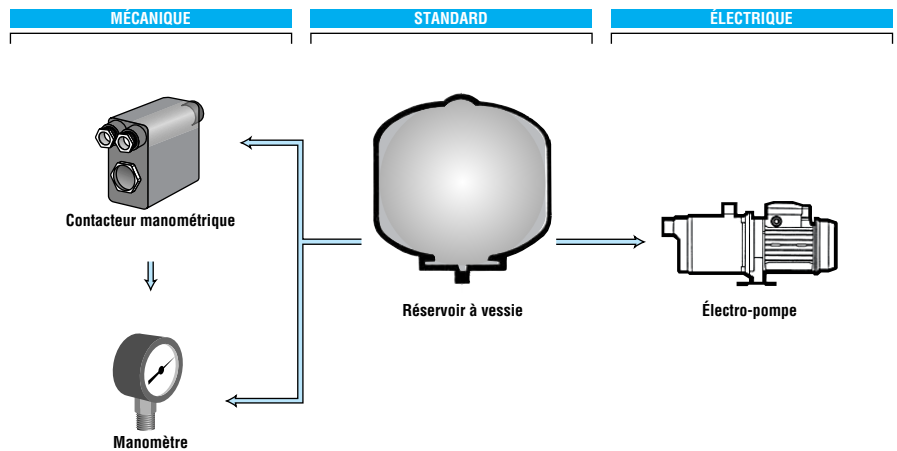 MÉCANIQUE
STANDARD
ÉLECTRIQUE
Contacteur manométrique
Réservoir à vessie
Électro-pompe
Manomètre